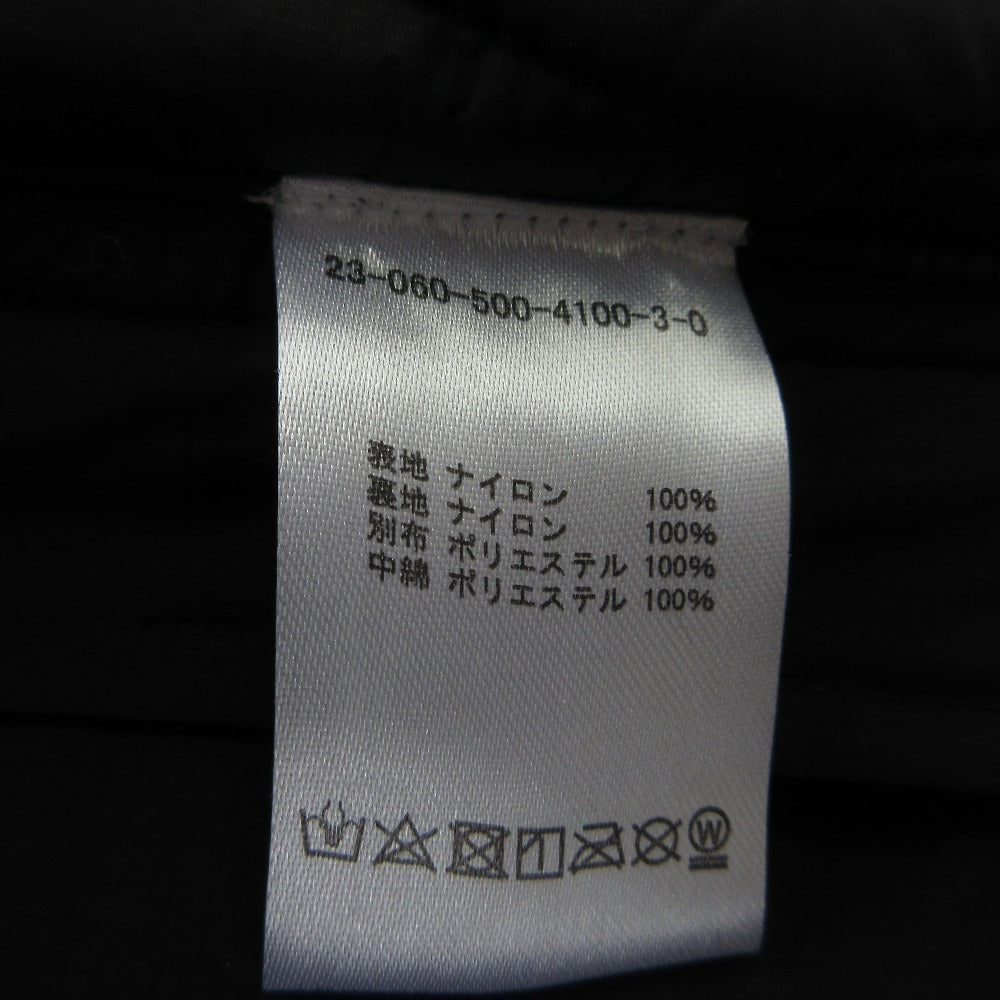 23-060-500-4100-3-0
表地 ナイロン 100%
裏地 ナイロン 100%
別布 ポリエステル 100%
中綿 ポリエステル 100%
W